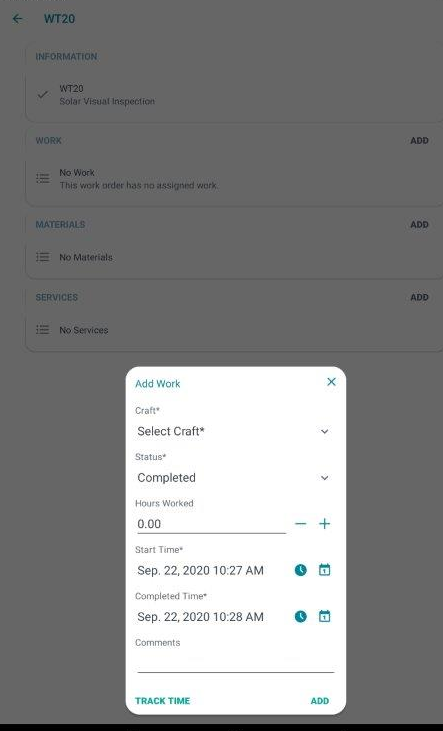 WT20
INFORMATION
WT20
Solar Visual Inspection
WORK ADD
No Work
This work order has no assigned work.
MATERIALS ADD
No Materials
SERVICES ADD
No Services
Add Work
Craft*
Select Craft*
Status*
Completed
Hours Worked
0.00
Start Time*
Sep. 22, 2020 10:27 AM
Completed Time*
Sep. 22, 2020 10:28 AM
Comments
TRACK TIME ADD